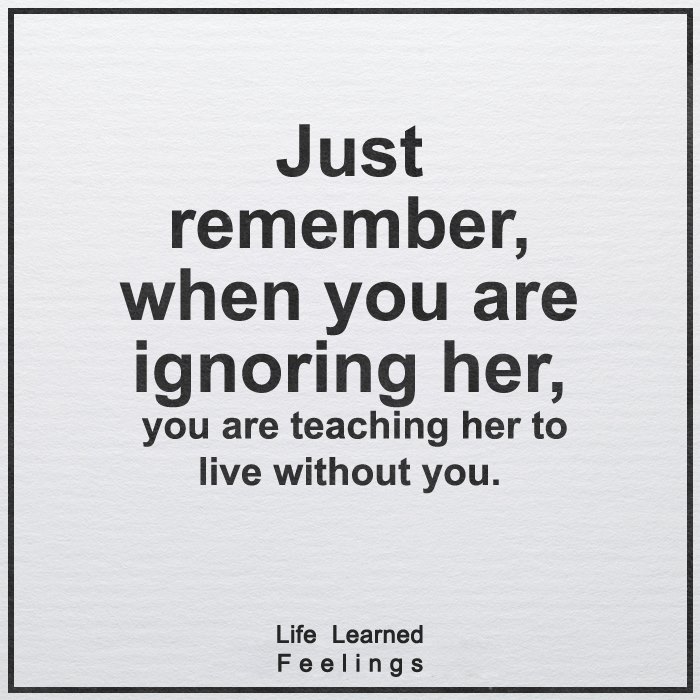 Just
remember,
when you are
ignoring her,
you are teaching her to
live without you.
Life Learned
Feelings